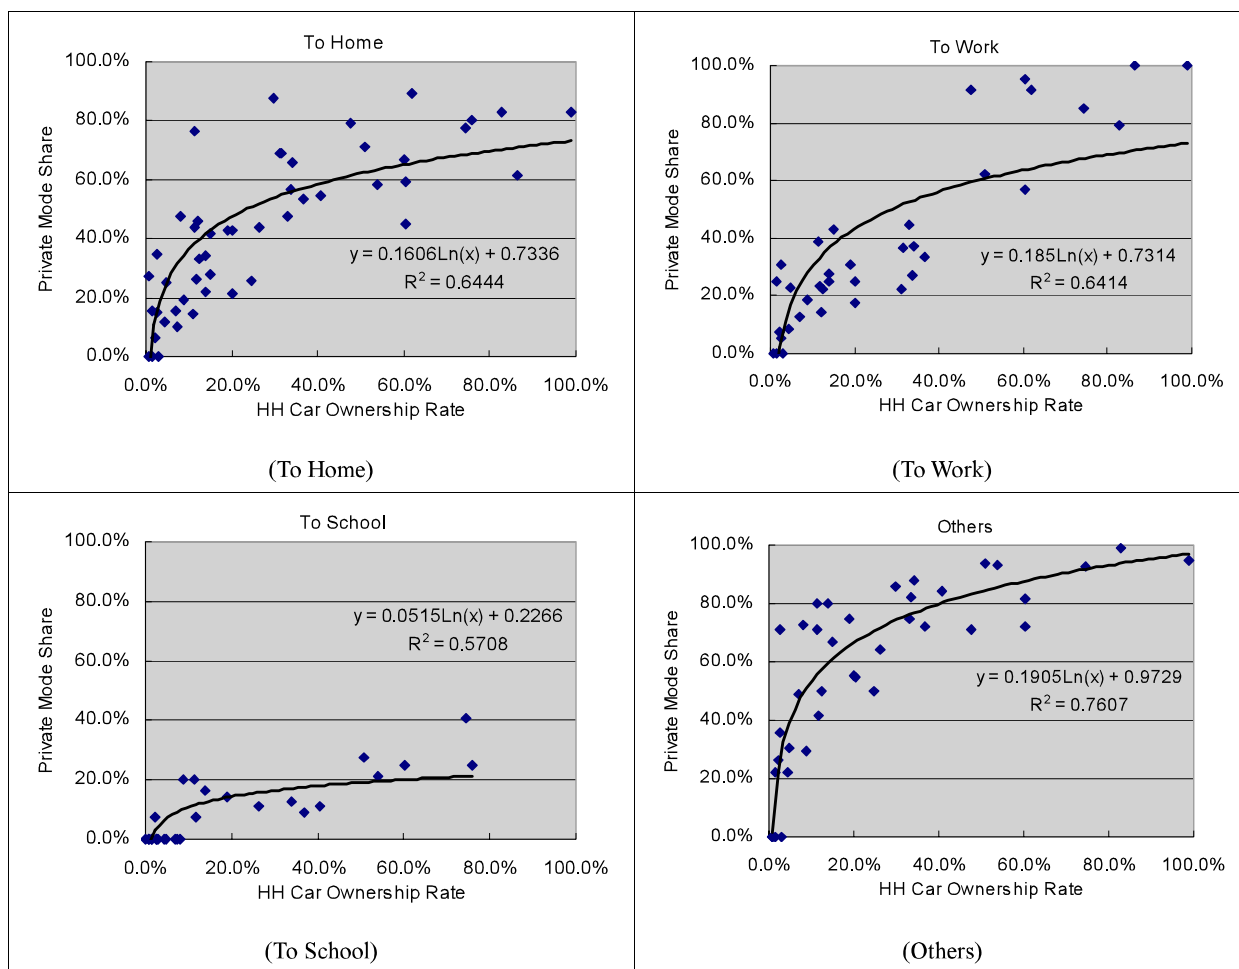 To Home
100.0%
80.0%
60.0%
40.0%
20.0%
0.0%
Private Mode Share
y = 0.1606Ln(x) + 0.7336
R² = 0.6444
0.0% 20.0% 40.0% 60.0% 80.0% 100.0%
HH Car Ownership Rate
(To Home)
To Work
100.0%
80.0%
60.0%
40.0%
20.0%
0.0%
Private Mode Share
y = 0.185Ln(x) + 0.7314
R² = 0.6414
0.0% 20.0% 40.0% 60.0% 80.0% 100.0%
HH Car Ownership Rate
(To Work)
To School
100.0%
80.0%
60.0%
40.0%
20.0%
0.0%
Private Mode Share
y = 0.0515Ln(x) + 0.2266
R² = 0.5708
0.0% 20.0% 40.0% 60.0% 80.0% 100.0%
HH Car Ownership Rate
(To School)
Others
100.0%
80.0%
60.0%
40.0%
20.0%
0.0%
Private Mode Share
y = 0.1905Ln(x) + 0.9729
R² = 0.7607
0.0% 20.0% 40.0% 60.0% 80.0% 100.0%
HH Car Ownership Rate
(Others)